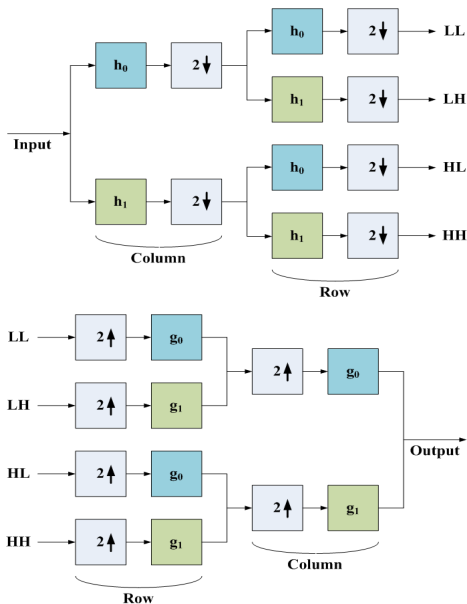 h₀ 2↓ LL
h₀ 2↓
h₁ 2↓ LH
Input
h₀ 2↓ HL
h₁ 2↓
h₁ 2↓ HH
Column
Row
LL 2↑ g₀
2↑ g₀
LH 2↑ g₁
Output
HL 2↑ g₀
2↑ g₁
HH 2↑ g₁
Column
Row